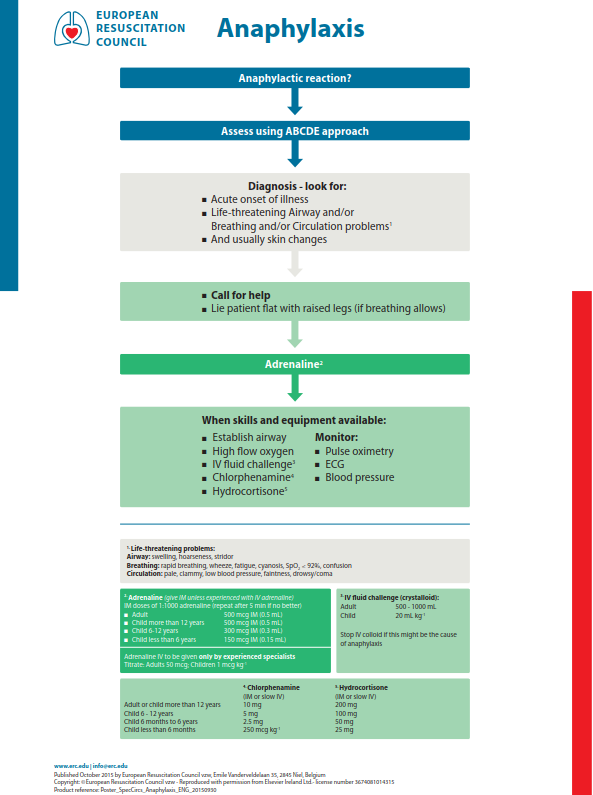 EUROPEAN
RESUSCITATION
COUNCIL
Anaphylaxis
Anaphylactic reaction?
Assess using ABCDE approach
Diagnosis - look for:
■ Acute onset of illness
■ Life-threatening Airway and/or
Breathing and/or Circulation problems¹
■ And usually skin changes
■ Call for help
■ Lie patient flat with raised legs (if breathing allows)
Adrenaline²
When skills and equipment available:
■ Establish airway
■ High flow oxygen
■ IV fluid challenge³
■ Chlorphenamine⁴
■ Hydrocortisone⁵
Monitor:
■ Pulse oximetry
■ ECG
■ Blood pressure
¹ Life-threatening problems:
Airway: swelling, hoarseness, stridor
Breathing: rapid breathing, wheeze, fatigue, cyanosis, SpO₂ < 92%, confusion
Circulation: pale, clammy, low blood pressure, faintness, drowsy/coma
² Adrenaline (give IM unless experienced with IV adrenaline)
IM doses of 1:1000 adrenaline (repeat after 5 min if no better)
■ Adult 500 mcg IM (0.5 mL)
■ Child more than 12 years 500 mcg IM (0.5 mL)
■ Child 6-12 years 300 mcg IM (0.3 mL)
■ Child less than 6 years 150 mcg IM (0.15 mL)
Adrenaline IV to be given only by experienced specialists
Titrate: Adults 50 mcg; Children 1 mcg kg⁻¹
³ IV fluid challenge (crystalloid):
Adult 500 - 1000 mL
Child 20 mL kg⁻¹
Stop IV colloid if this might be the cause
of anaphylaxis
⁴ Chlorphenamine ⁵ Hydrocortisone
(IM or slow IV) (IM or slow IV)
Adult or child more than 12 years 10 mg 200 mg
Child 6 - 12 years 5 mg 100 mg
Child 6 months to 6 years 2.5 mg 50 mg
Child less than 6 months 250 mcg kg⁻¹ 25 mg
www.erc.edu | info@erc.edu
Published October 2015 by European Resuscitation Council vzw, Emile Vanderveldelaan 35, 2845 Niel, Belgium
Copyright: © European Resuscitation Council vzw - Reproduced with permission from Elsevier Ireland Ltd.- license number 3674081014315
Product reference: Poster_SpecCircs_Anaphylaxis_ENG_20150930